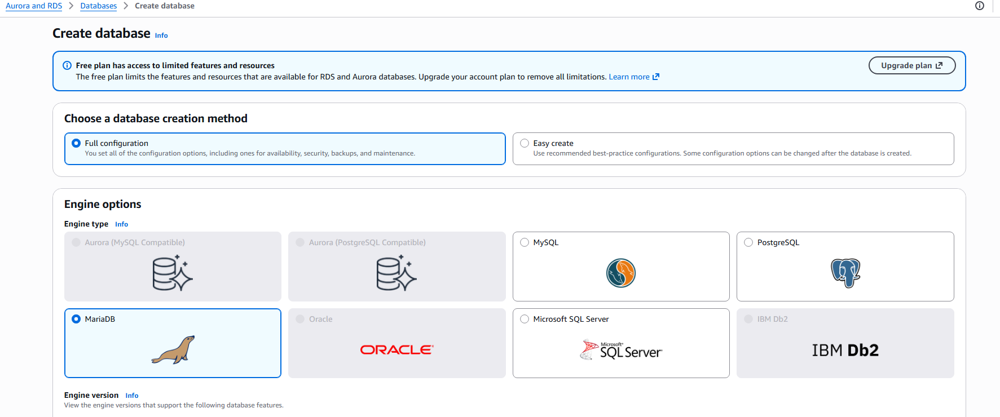 Aurora and RDS > Databases > Create database
Create database Info
Free plan has access to limited features and resources
The free plan limits the features and resources that are available for RDS and Aurora databases. Upgrade your account plan to remove all limitations. Learn more
Upgrade plan
Choose a database creation method
Full configuration
You set all of the configuration options, including ones for availability, security, backups, and maintenance.
Easy create
Use recommended best-practice configurations. Some configuration options can be changed after the database is created.
Engine options
Engine type Info
Aurora (MySQL Compatible)
Aurora (PostgreSQL Compatible)
MySQL
PostgreSQL
MariaDB
Oracle
ORACLE
Microsoft SQL Server
Microsoft
SQL Server
IBM Db2
IBM Db2
Engine version Info
View the engine versions that support the following database features.